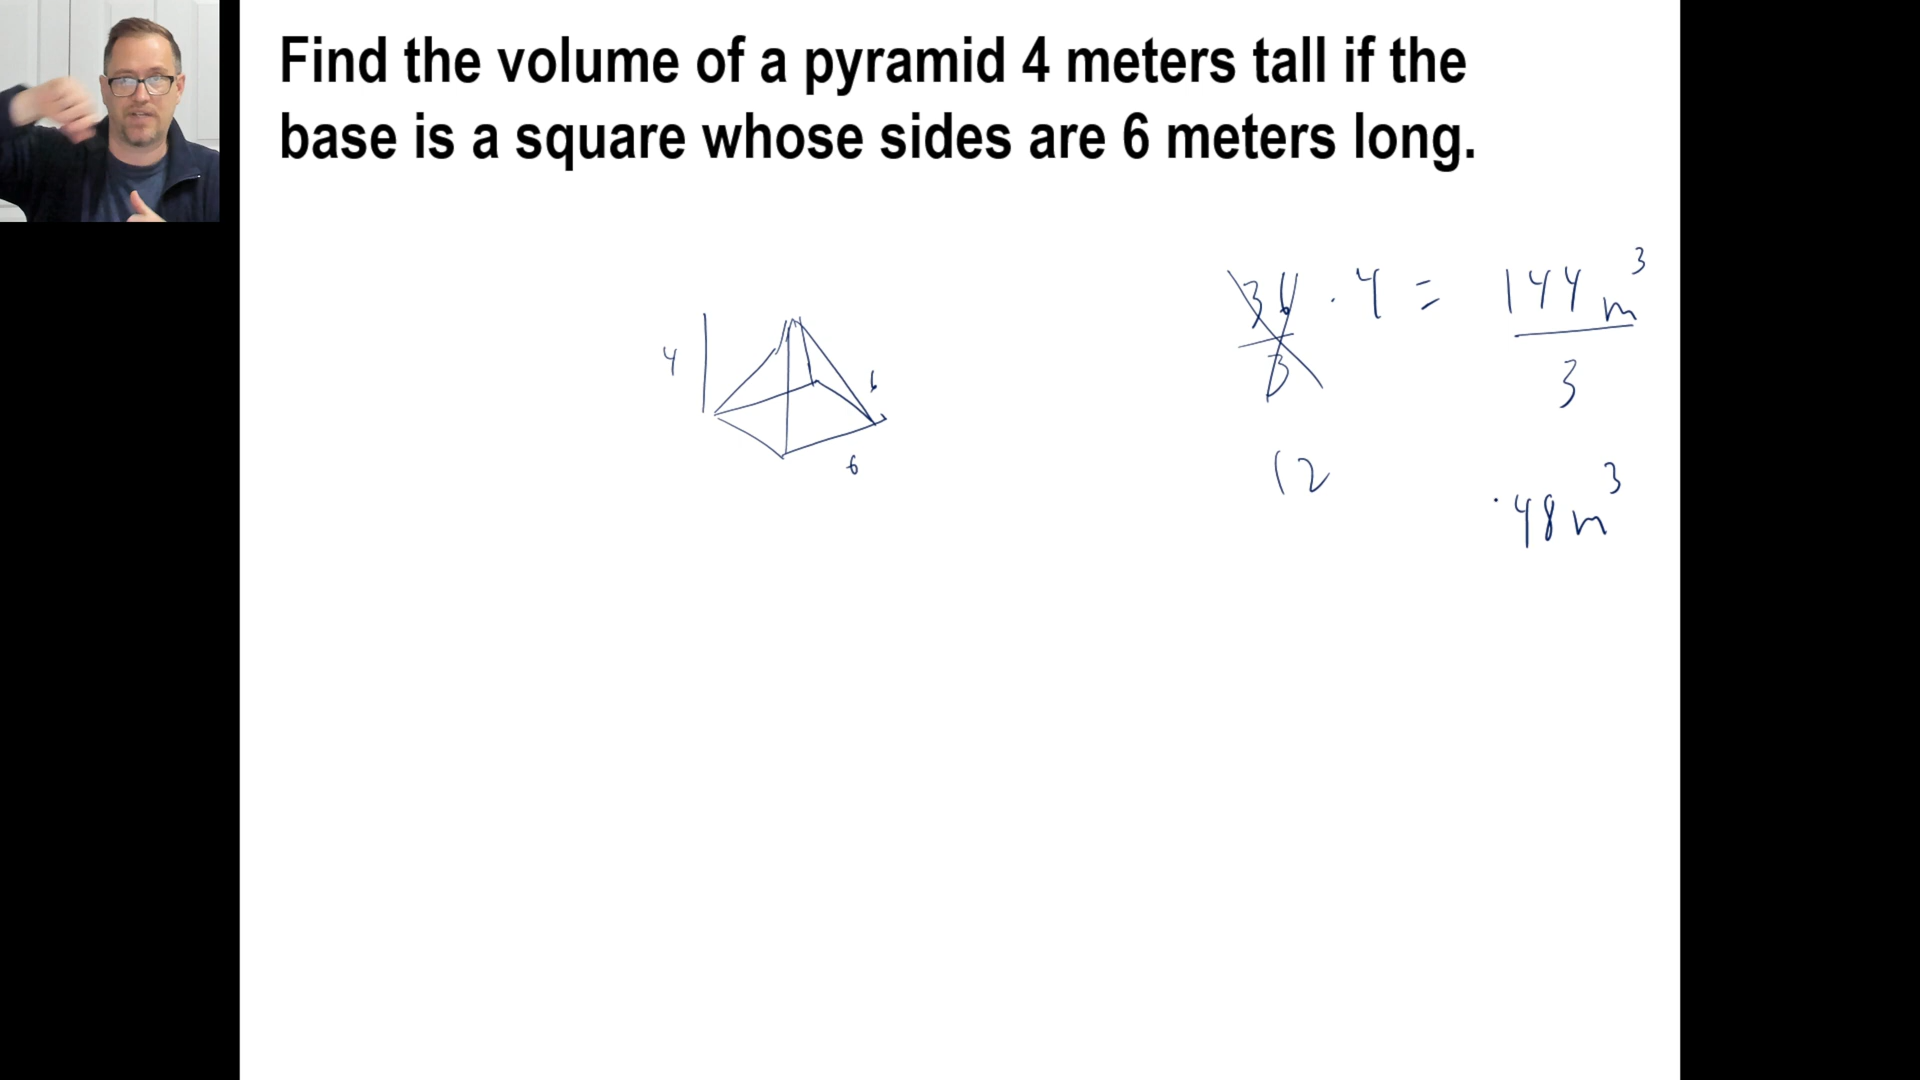 Find the volume of a pyramid 4 meters tall if the
base is a square whose sides are 6 meters long.
36/3 · 4 = 144 m³/3
4
6
6
12
48 m³